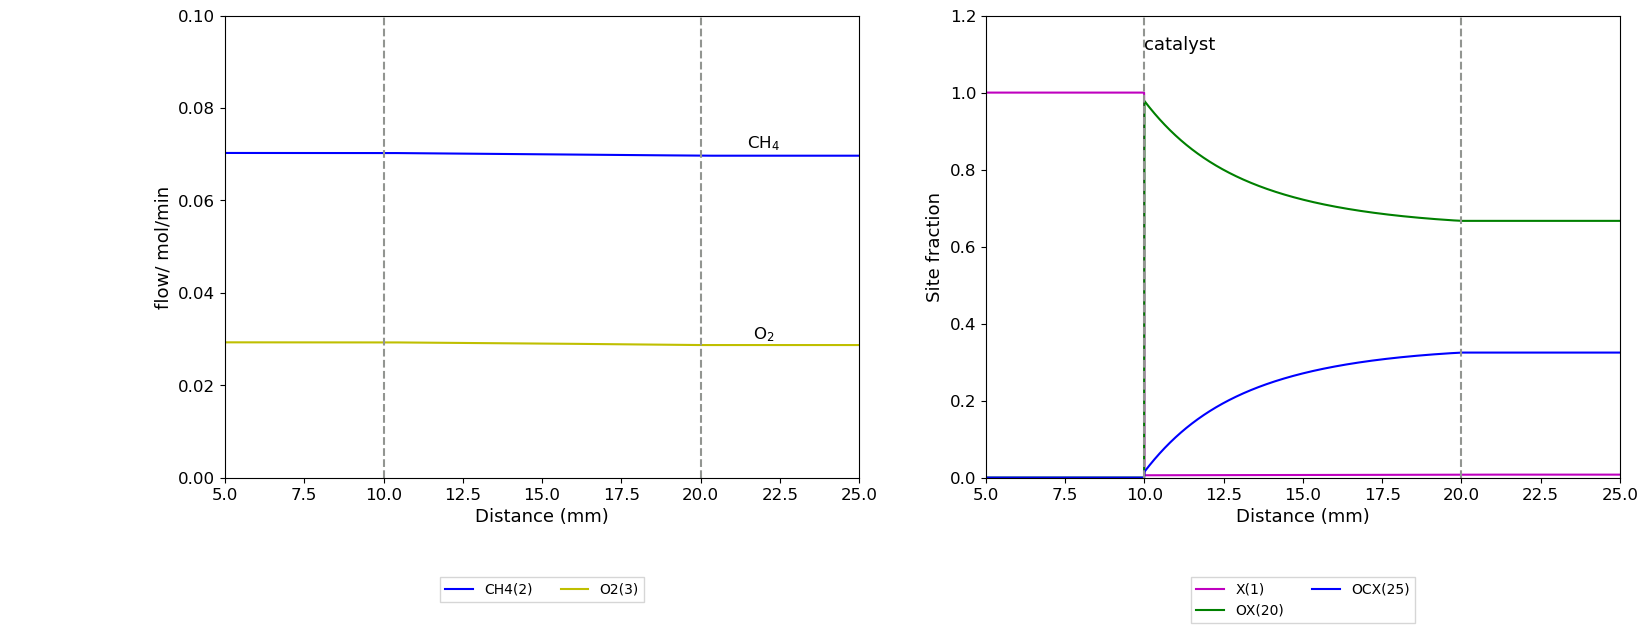 0.10
0.08
0.06
0.04
0.02
0.00
flow/ mol/min
CH4
O2
5.0 7.5 10.0 12.5 15.0 17.5 20.0 22.5 25.0
Distance (mm)
CH4(2) O2(3)
1.2
1.0
0.8
0.6
0.4
0.2
0.0
Site fraction
catalyst
5.0 7.5 10.0 12.5 15.0 17.5 20.0 22.5 25.0
Distance (mm)
X(1) OCX(25)
OX(20)